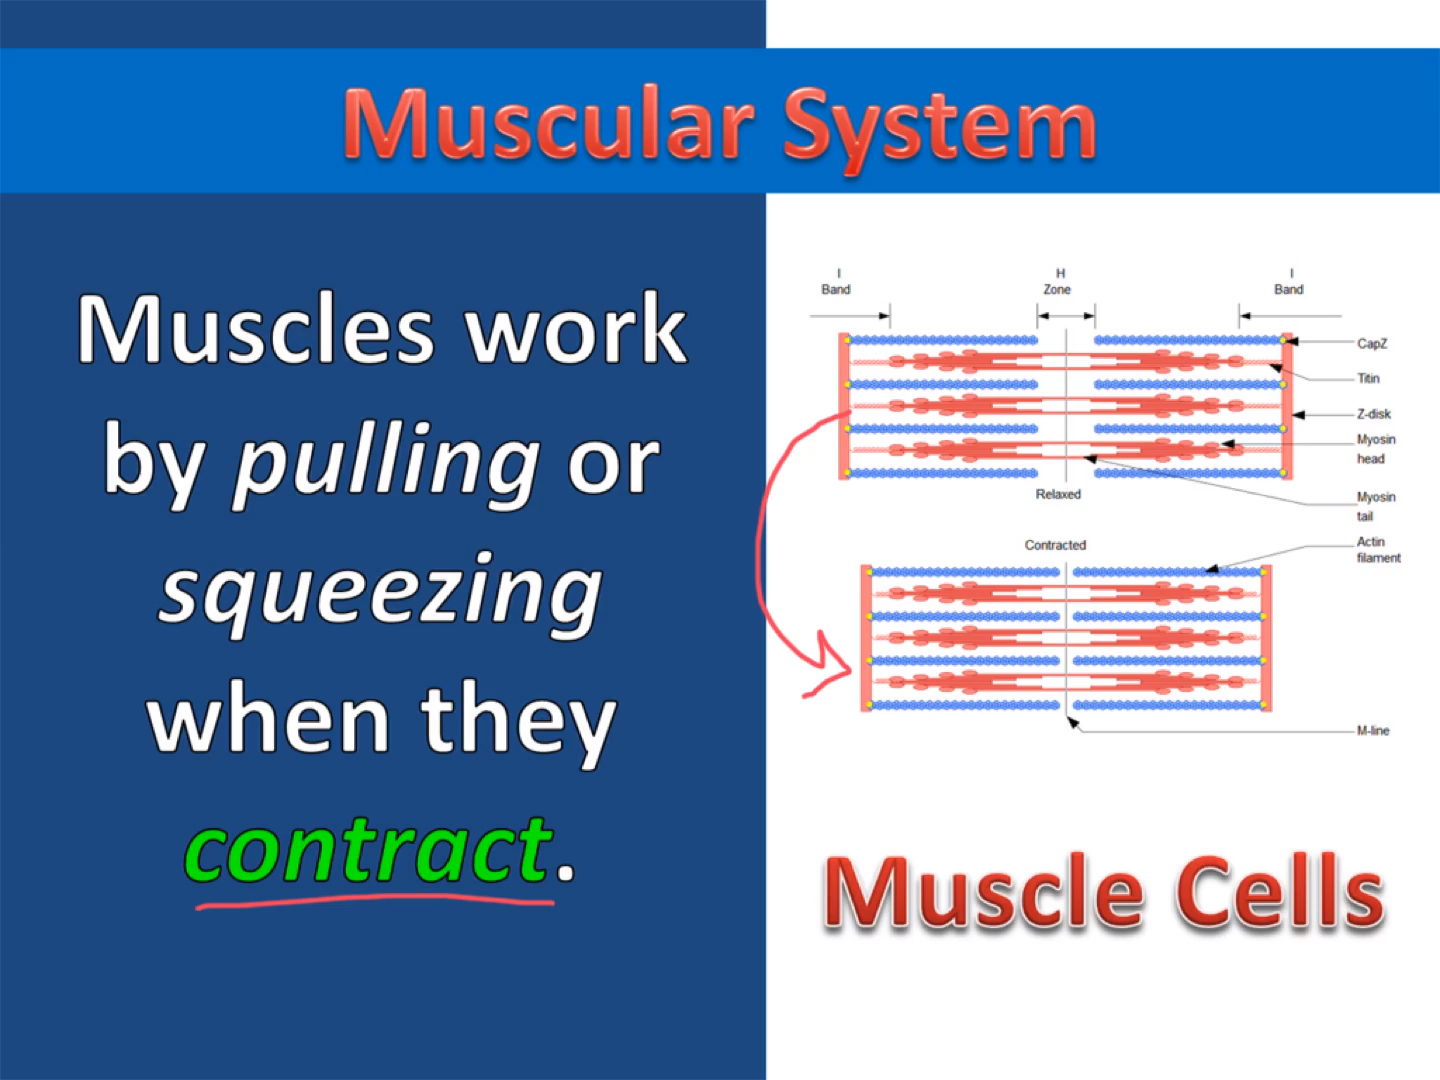 Muscular System
Muscles work
by pulling or
squeezing
when they
contract.
I
Band
H
Zone
I
Band
CapZ
Titin
Z-disk
Myosin
head
Relaxed
Myosin
tail
Contracted
Actin
filament
M-line
Muscle Cells